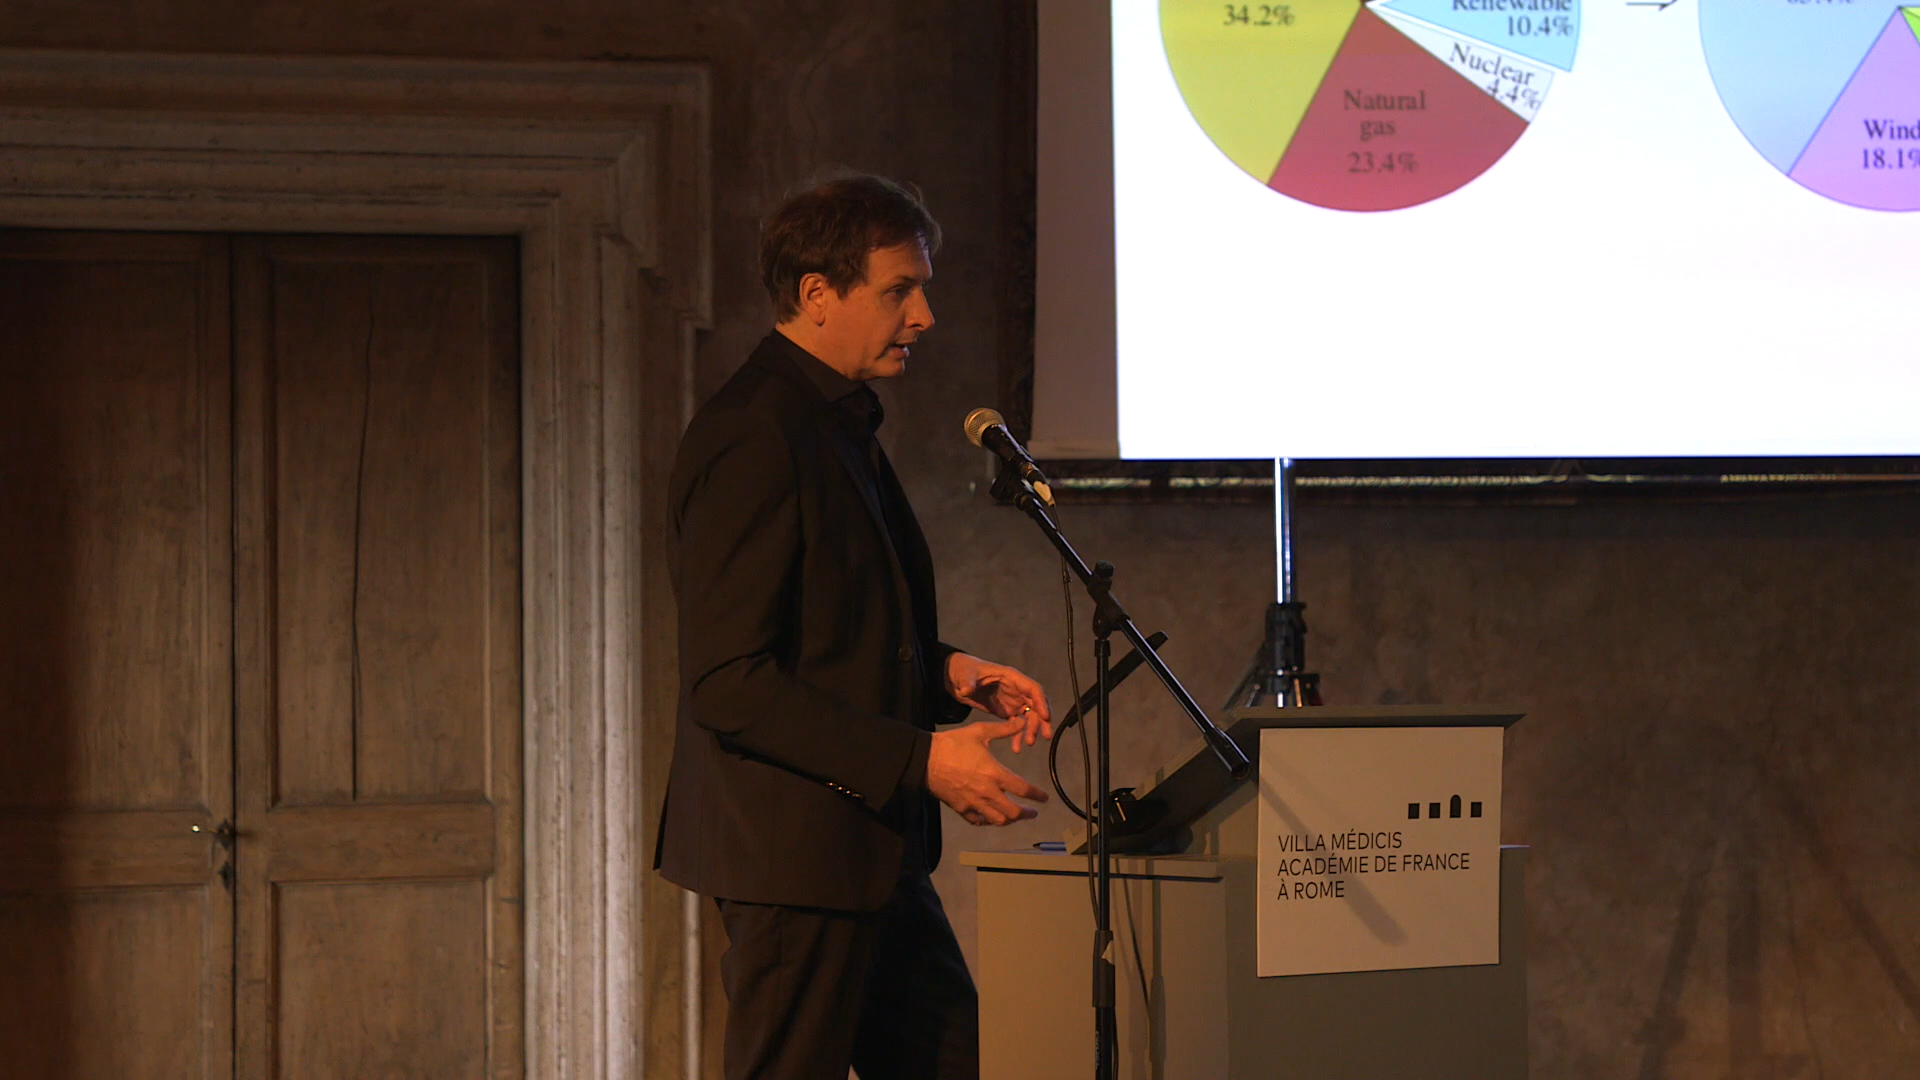 34.2%
Renewable
10.4%
Nuclear
4.4%
Natural
gas
23.4%
Wind
18.1%
VILLA MÉDICIS
ACADÉMIE DE FRANCE
À ROME